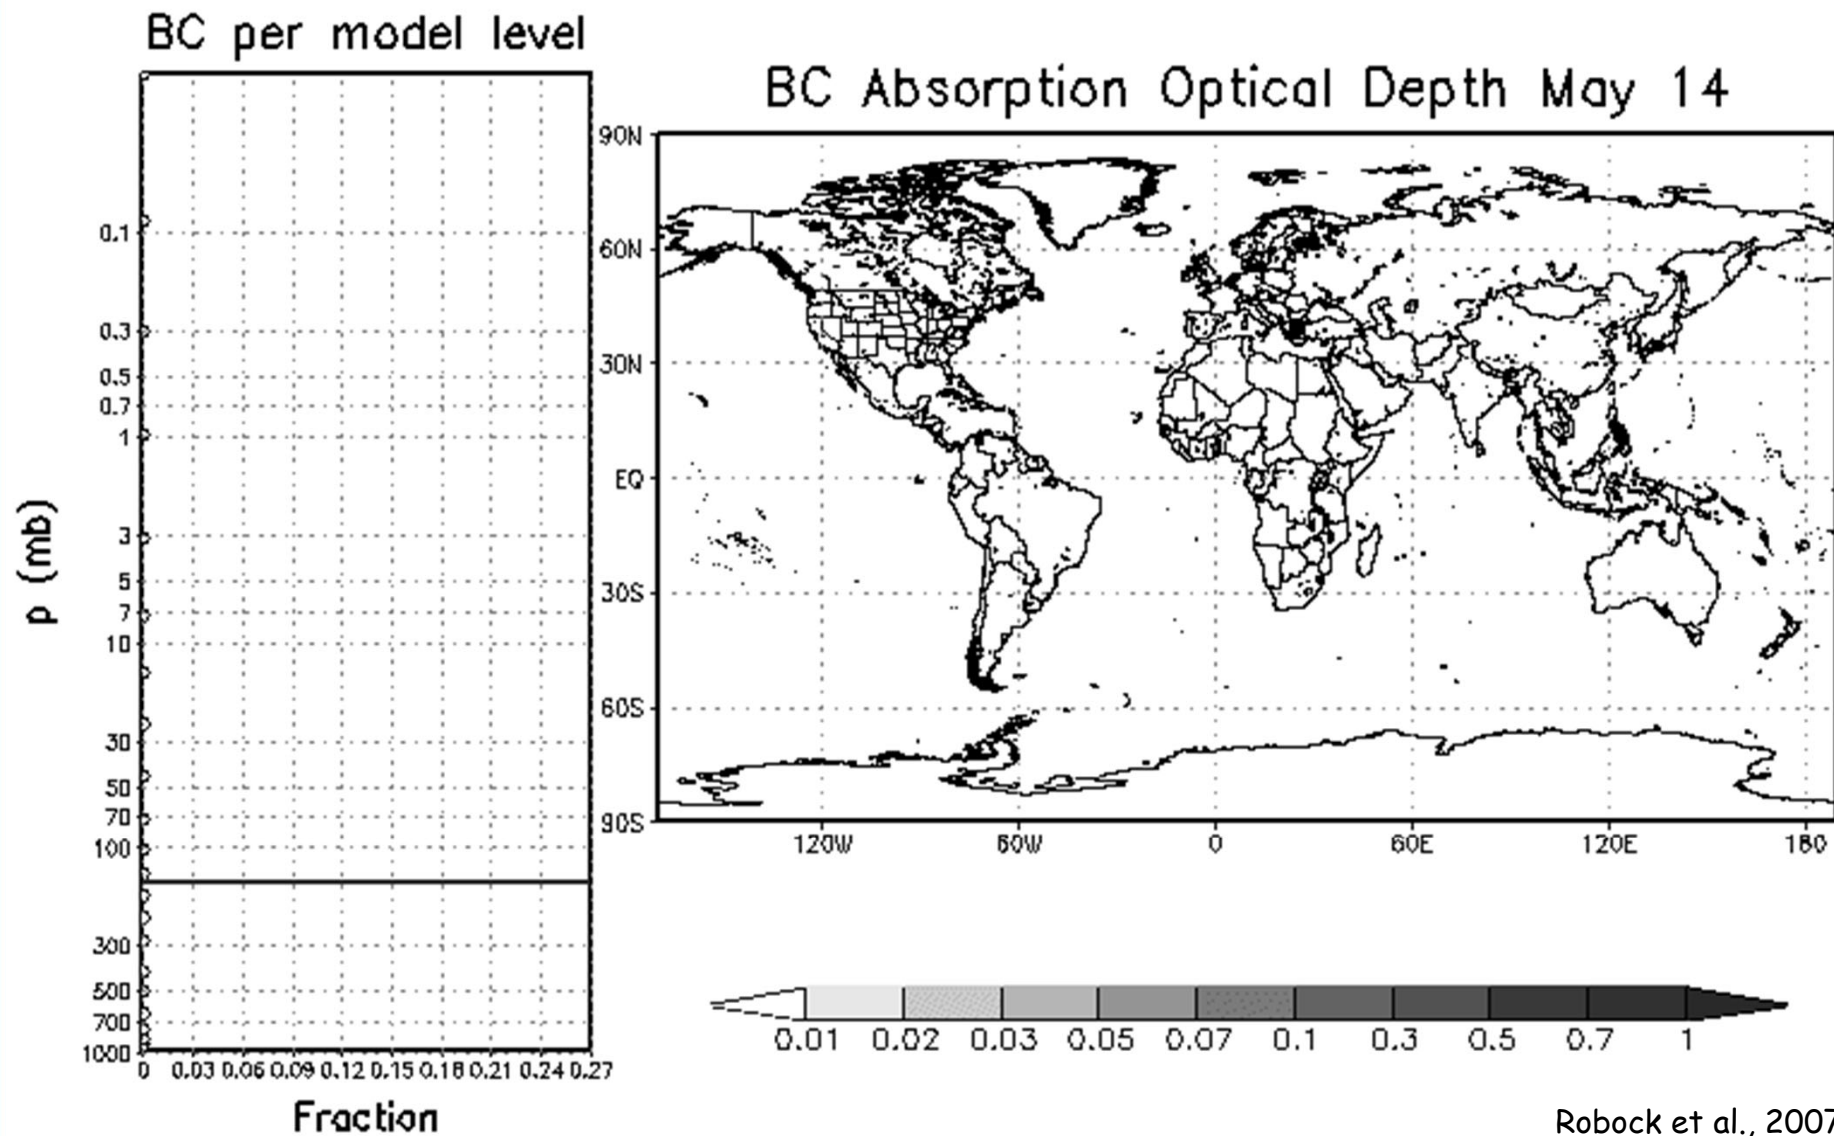 BC per model level
BC Absorption Optical Depth May 14
p (mb)
0.1
0.3
0.5
0.7
1
3
5
7
10
30
50
70
100
300
500
700
1000
0 0.03 0.06 0.09 0.12 0.15 0.18 0.21 0.24 0.27
Fraction
90N
60N
30N
EQ
30S
60S
90S
120W 60W 0 60E 120E 180
0.01 0.02 0.03 0.05 0.07 0.1 0.3 0.5 0.7 1
Robock et al., 2007